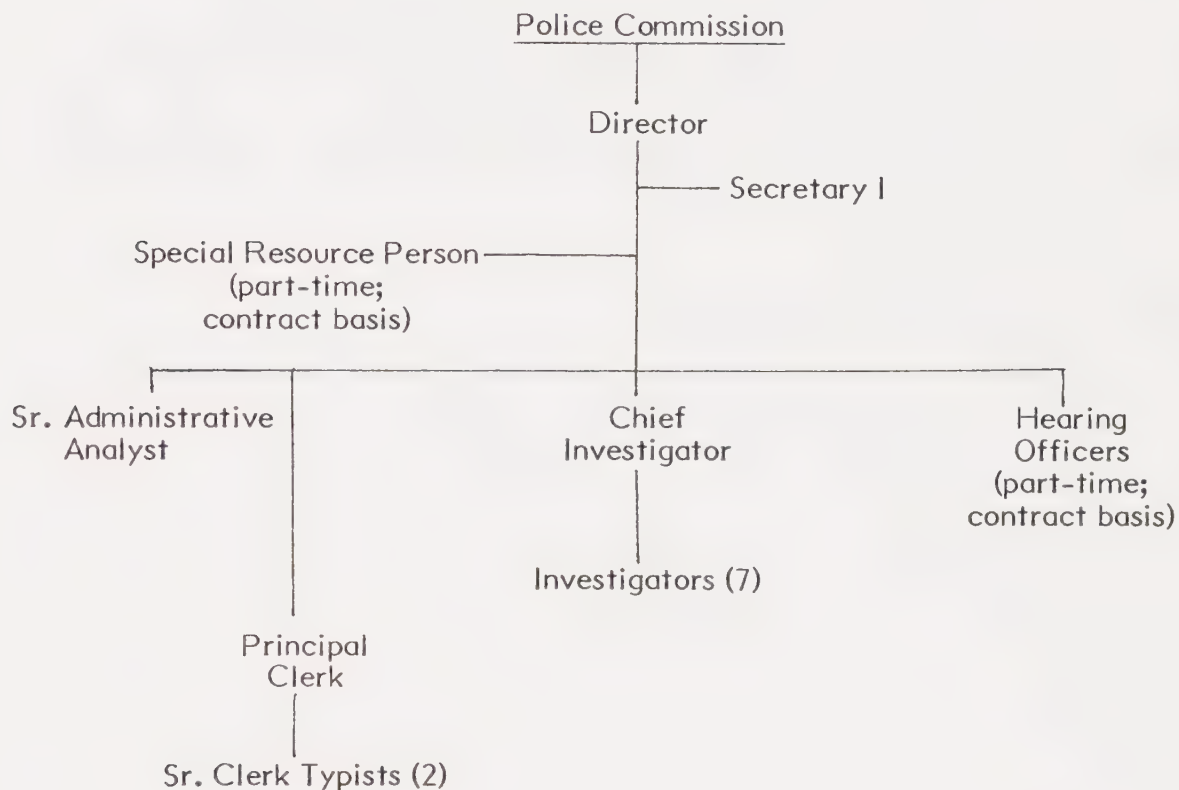 Police Commission
Director
Secretary I
Special Resource Person
(part-time;
contract basis)
Sr. Administrative
Analyst
Chief
Investigator
Hearing
Officers
(part-time;
contract basis)
Investigators (7)
Principal
Clerk
Sr. Clerk Typists (2)